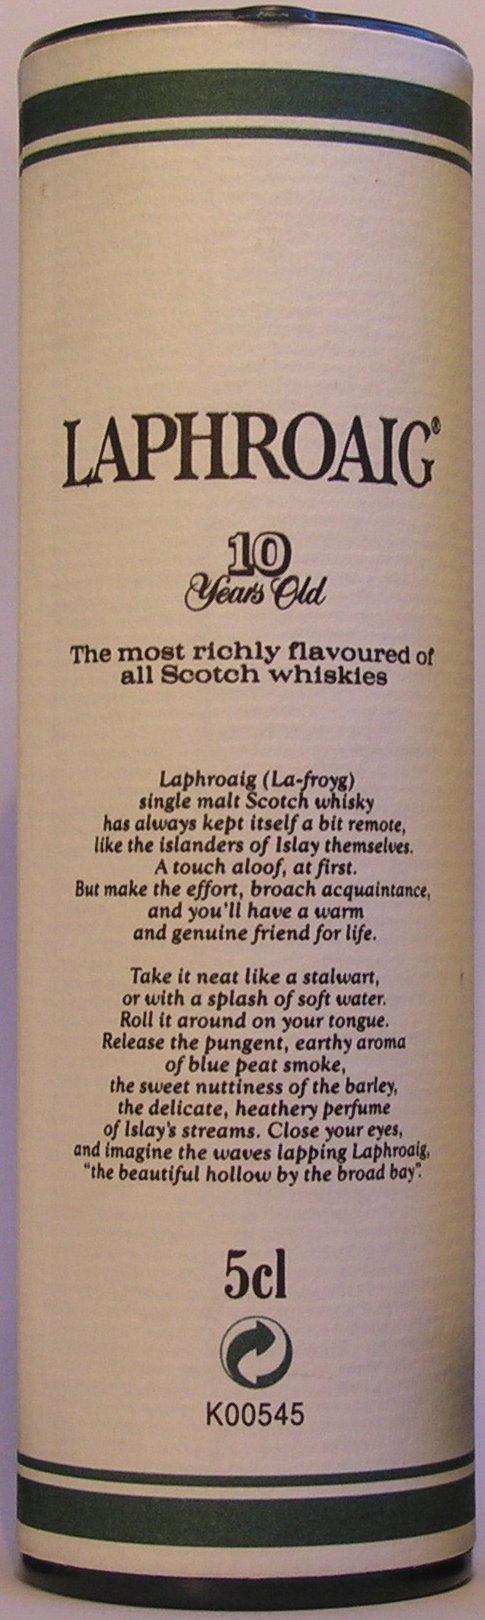 LAPHROAIG®
10
Years Old
The most richly flavoured of
all Scotch whiskies
Laphroaig (La-froyg)
single malt Scotch whisky
has always kept itself a bit remote,
like the islanders of Islay themselves.
A touch aloof, at first.
But make the effort, broach acquaintance,
and you'll have a warm
and genuine friend for life.
Take it neat like a stalwart,
or with a splash of soft water.
Roll it around on your tongue.
Release the pungent, earthy aroma
of blue peat smoke,
the sweet nuttiness of the barley,
the delicate, heathery perfume
of Islay's streams. Close your eyes,
and imagine the waves lapping Laphroaig,
"the beautiful hollow by the broad bay".
5cl
K00545